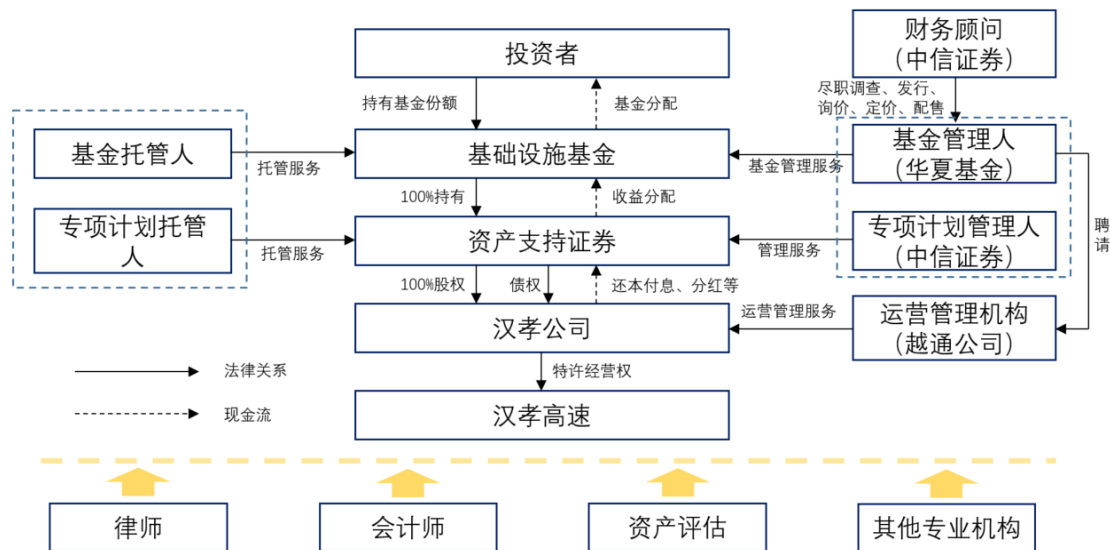 财务顾问
（中信证券）
投资者
尽职调查、发行、
询价、定价、配售
持有基金份额
基金分配
基金托管人
托管服务
基础设施基金
基金管理服务
基金管理人
（华夏基金）
100%持有
收益分配
专项计划托管
人
托管服务
资产支持证券
管理服务
专项计划管理人
（中信证券）
聘
请
100%股权
债权
还本付息、分红等
汉孝公司
运营管理服务
运营管理机构
（越通公司）
法律关系
特许经营权
现金流
汉孝高速
律师
会计师
资产评估
其他专业机构